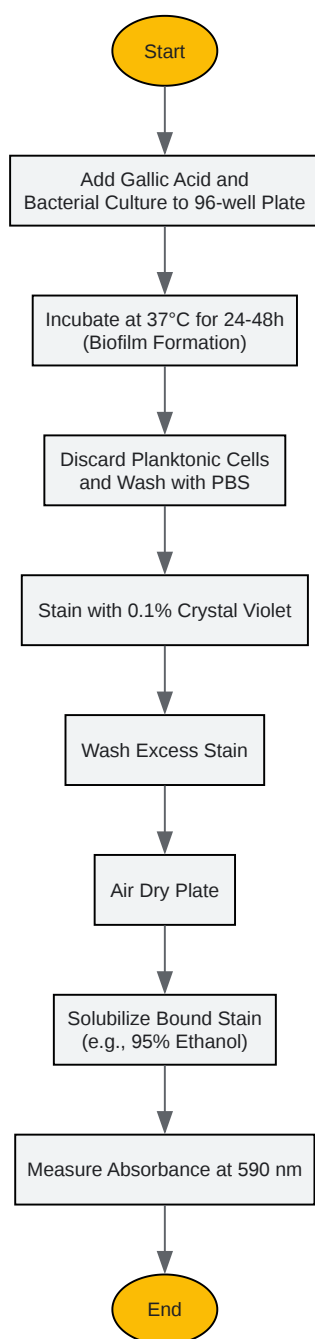 Start
Add Gallic Acid and
Bacterial Culture to 96-well Plate
Incubate at 37°C for 24-48h
(Biofilm Formation)
Discard Planktonic Cells
and Wash with PBS
Stain with 0.1% Crystal Violet
Wash Excess Stain
Air Dry Plate
Solubilize Bound Stain
(e.g., 95% Ethanol)
Measure Absorbance at 590 nm
End